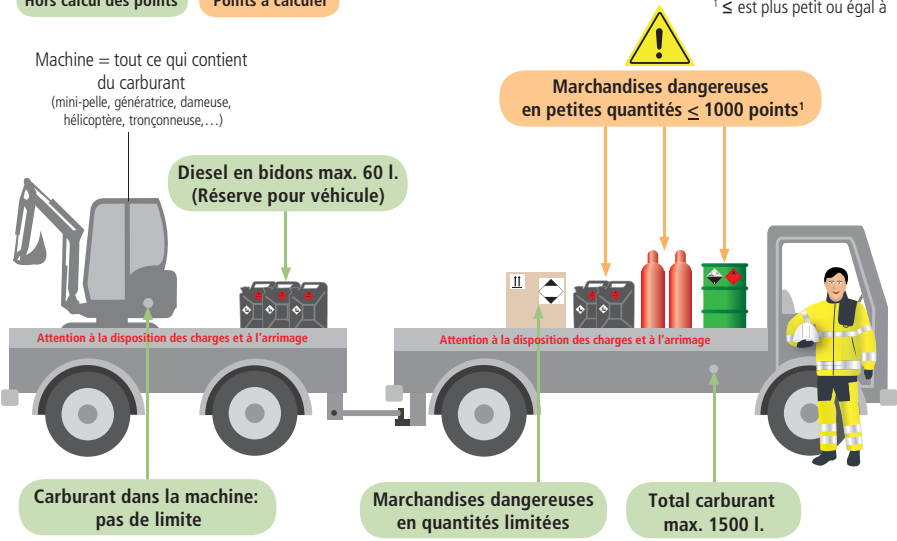 Hors calcul des points
Points à calculer
¹ ≤ est plus petit ou égal à
Machine = tout ce qui contient
du carburant
(mini-pelle, génératrice, dameuse,
hélicoptère, tronçonneuse,…)
Marchandises dangereuses
en petites quantités ≤ 1000 points¹
Diesel en bidons max. 60 l.
(Réserve pour véhicule)
Attention à la disposition des charges et à l'arrimage
Attention à la disposition des charges et à l'arrimage
Carburant dans la machine:
pas de limite
Marchandises dangereuses
en quantités limitées
Total carburant
max. 1500 l.